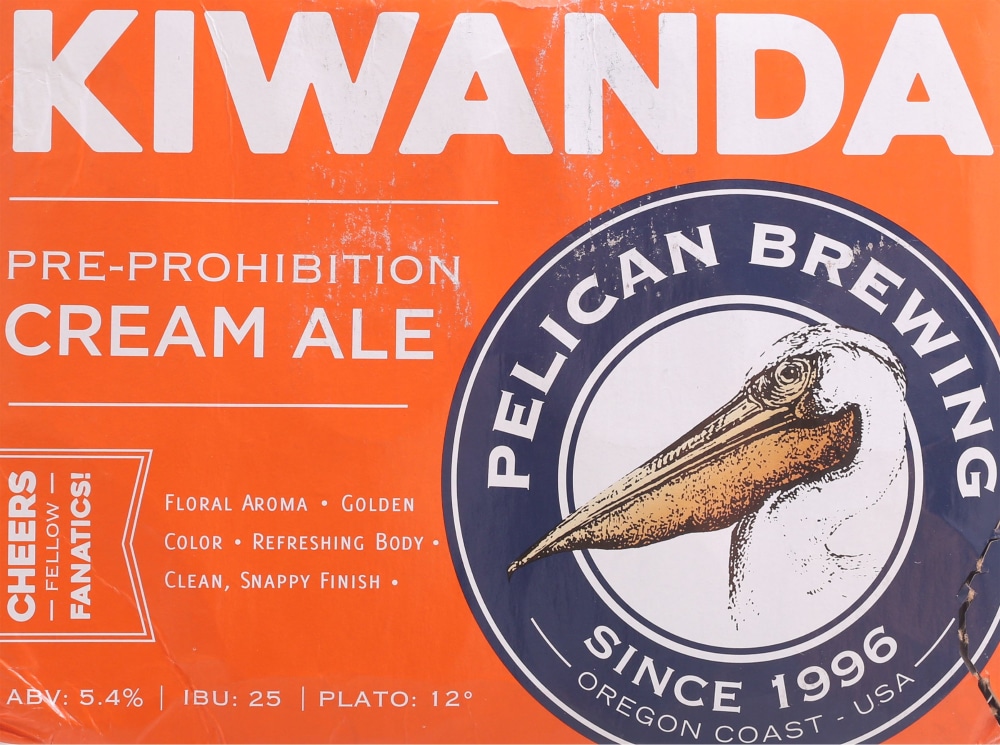 KIWANDA
PRE-PROHIBITION
CREAM ALE
CHEERS
FELLOW
FANATICS!
FLORAL AROMA • GOLDEN
COLOR • REFRESHING BODY •
CLEAN, SNAPPY FINISH •
ABV: 5.4% | IBU: 25 | PLATO: 12°
PELICAN BREWING
SINCE 1996
OREGON COAST - USA